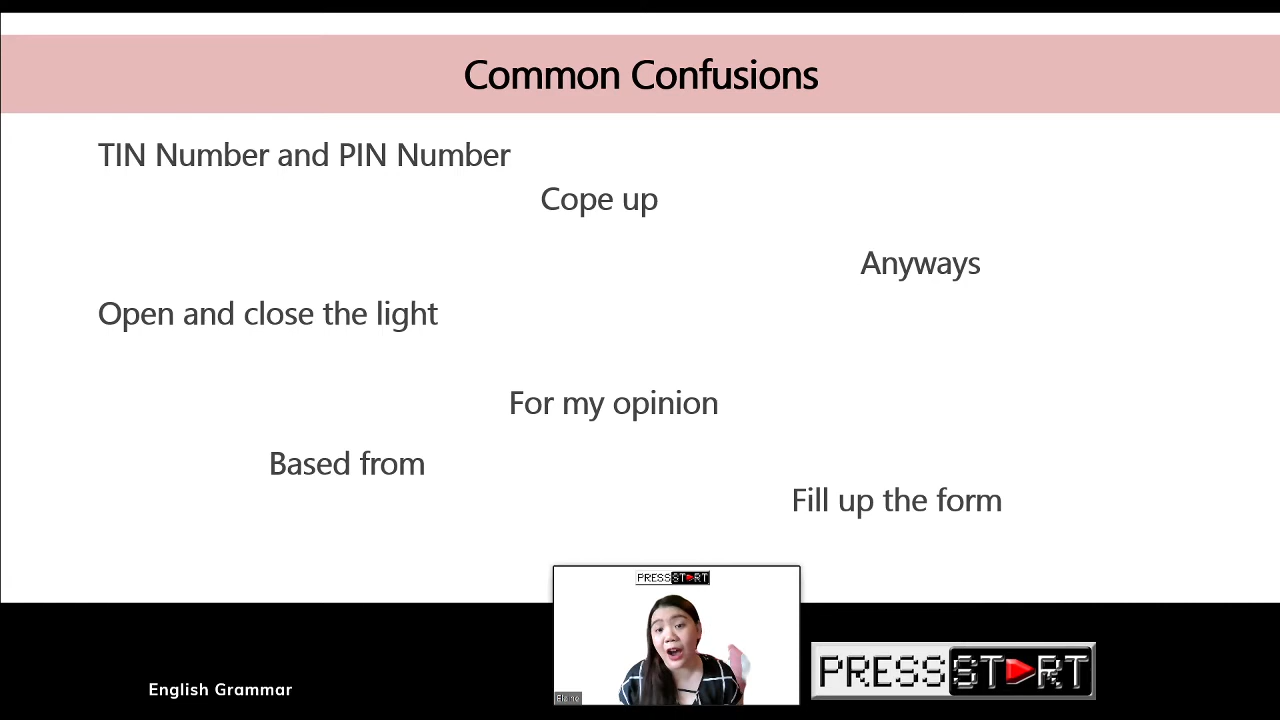 Common Confusions
TIN Number and PIN Number
Cope up
Anyways
Open and close the light
For my opinion
Based from
Fill up the form
PRESS START
English Grammar
PRESS START